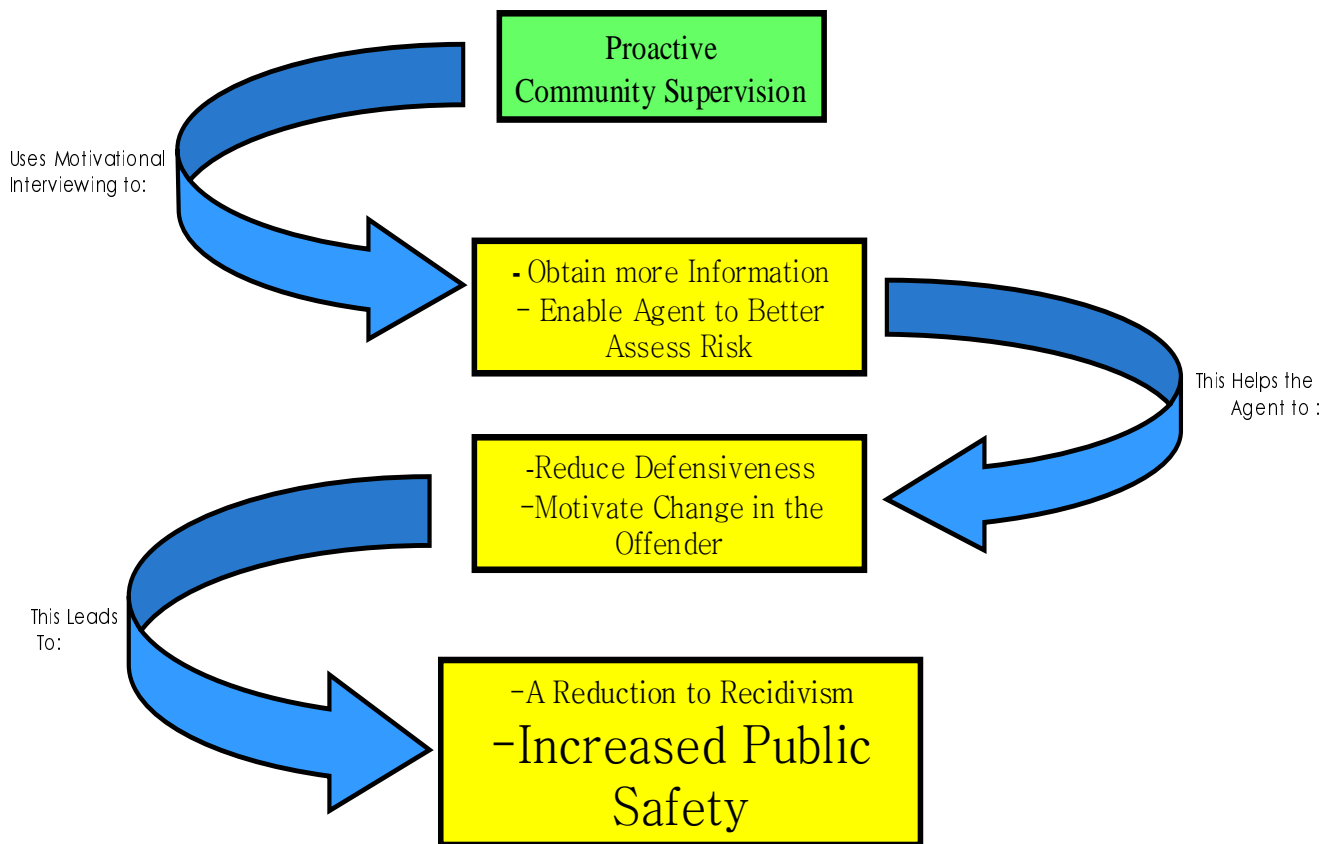 Proactive
Community Supervision
Uses Motivational
Interviewing to:
- Obtain more Information
- Enable Agent to Better
Assess Risk
This Helps the
Agent to :
-Reduce Defensiveness
-Motivate Change in the
Offender
This Leads
To:
-A Reduction to Recidivism
-Increased Public
Safety